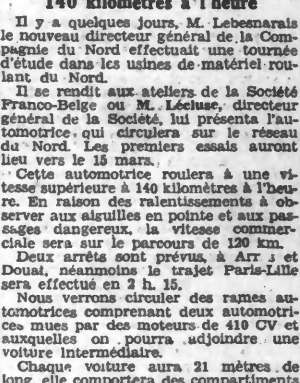 140 kilomètres à l'heure
Il y a quelques jours, M. Lebesnarais
le nouveau directeur général de la Com-
pagnie du Nord effectuait une tournée
d'étude dans les usines de matériel rou-
lant du Nord.
Il se rendit aux ateliers de la Société
Franco-Belge ou M. Lécluse, directeur
général de la Société, lui présenta l'au-
tomotrice qui circulera sur le réseau
du Nord. Les premiers essais auront
lieu vers le 15 mars.
Cette automotrice roulera à une vi-
tesse supérieure à 140 kilomètres à l'heu-
re. En raison des ralentissements à ob-
server aux aiguilles en pointe et aux pas-
sages dangereux, la vitesse commer-
ciale sera sur le parcours de 120 km.
Deux arrêts sont prévus, à
Douai, néanmoins le trajet Paris-Lille
sera effectué en 2 h. 15.
Nous verrons circuler des rames au-
tomotrices comprenant deux automotri-
ces mues par des moteurs de 410 CV et
auxquelles on pourra adjoindre une
voiture intermédiaire.
Chaque voiture aura 21 mètres de
long, elle comportera des compartiments